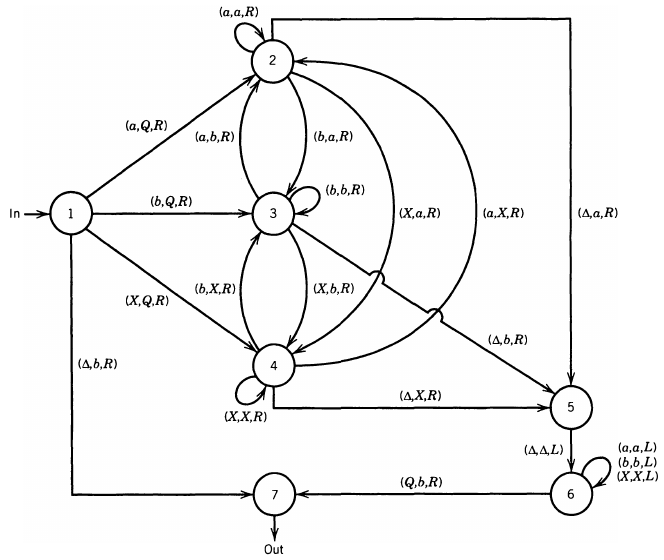 (a,a,R)
2
(a,Q,R)
(a,b,R)
(b,a,R)
(b,b,R)
In
1
(b,Q,R)
3
(X,a,R)
(a,X,R)
(Δ,a,R)
(X,Q,R)
(b,X,R)
(X,b,R)
(Δ,b,R)
(Δ,b,R)
4
(X,X,R)
(Δ,X,R)
5
(Δ,Δ,L)
(a,a,L)
(b,b,L)
(X,X,L)
7
(Q,b,R)
6
Out